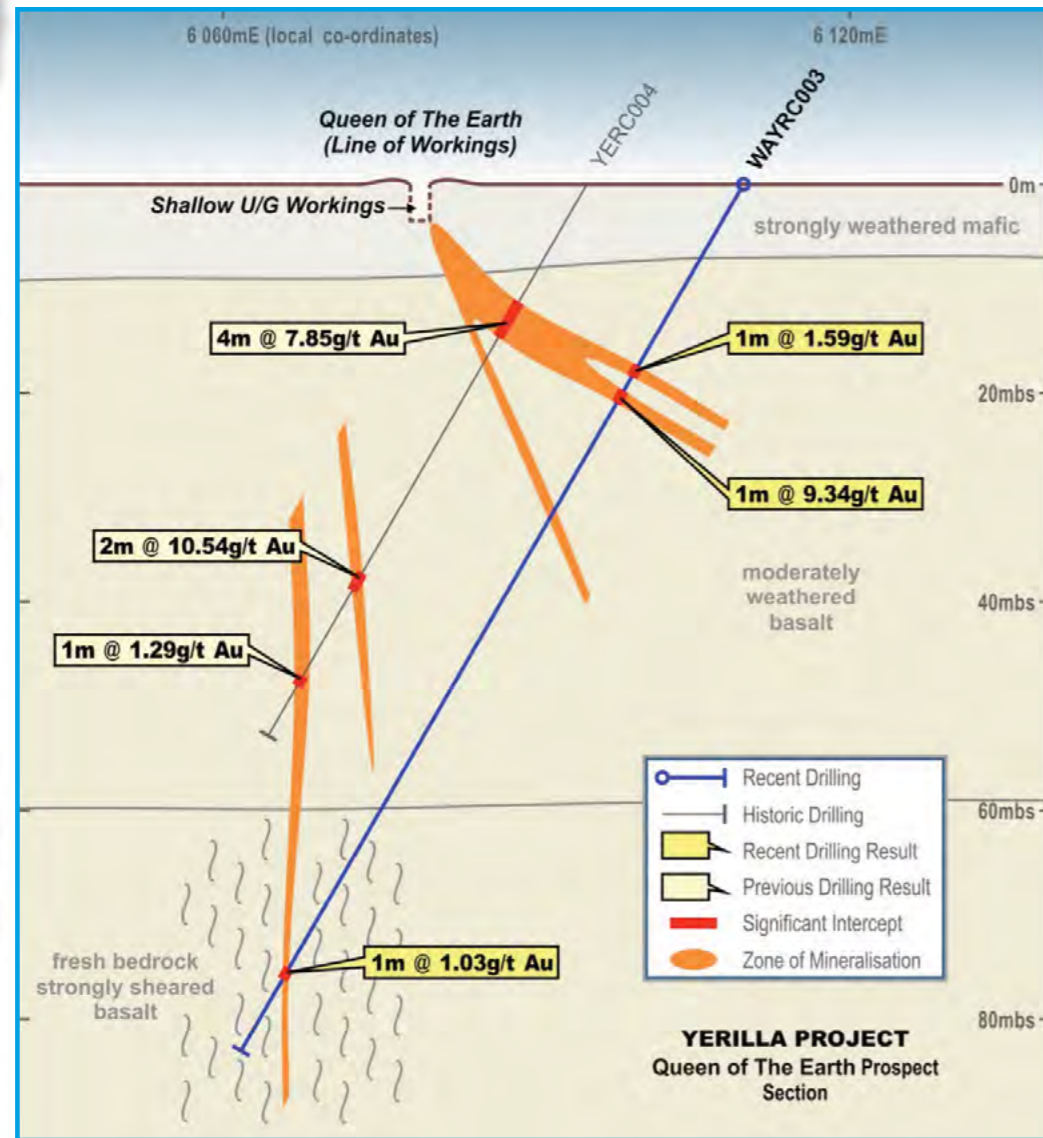 6 060mE (local co-ordinates)
6 120mE
Queen of The Earth
(Line of Workings)
YERC004
WAYRC003
0m
Shallow U/G Workings
strongly weathered mafic
4m @ 7.85g/t Au
1m @ 1.59g/t Au
20mbs
1m @ 9.34g/t Au
2m @ 10.54g/t Au
moderately
weathered
basalt
40mbs
1m @ 1.29g/t Au
Recent Drilling
Historic Drilling
Recent Drilling Result
Previous Drilling Result
Significant Intercept
Zone of Mineralisation
60mbs
1m @ 1.03g/t Au
fresh bedrock
strongly sheared
basalt
80mbs
YERILLA PROJECT
Queen of The Earth Prospect
Section